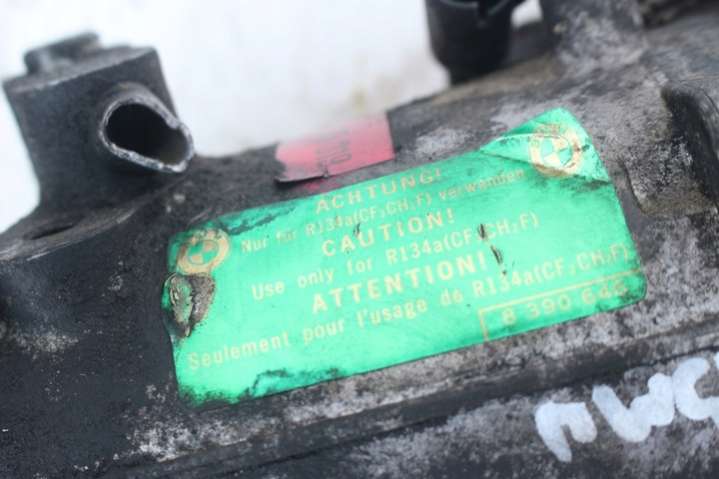 ACHTUNG!
Nur für R134a(CF₃CH₂F) verwenden
CAUTION!
Use only for R134a(CF₃CH₂F)
ATTENTION!
Seulement pour l'usage de R134a(CF₃CH₂F)
8 390 646